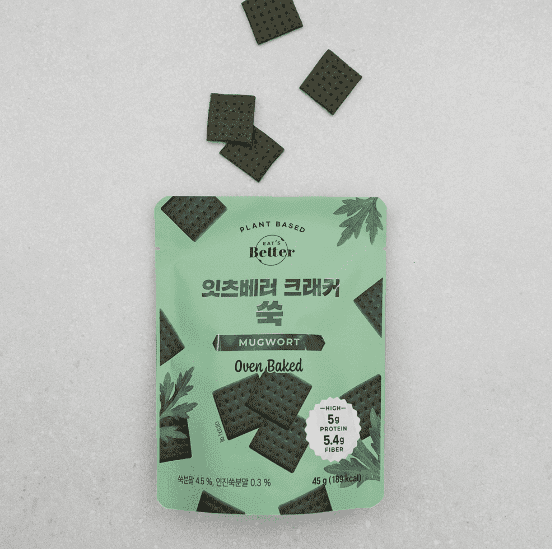 PLANT BASED
EAT'S
Better
잇츠베러 크래커
쑥
MUGWORT
Oven Baked
HIGH
5g
PROTEIN
5.4g
FIBER
쑥분말 4.5 %, 인진쑥분말 0.3 %
45 g (189 kcal)